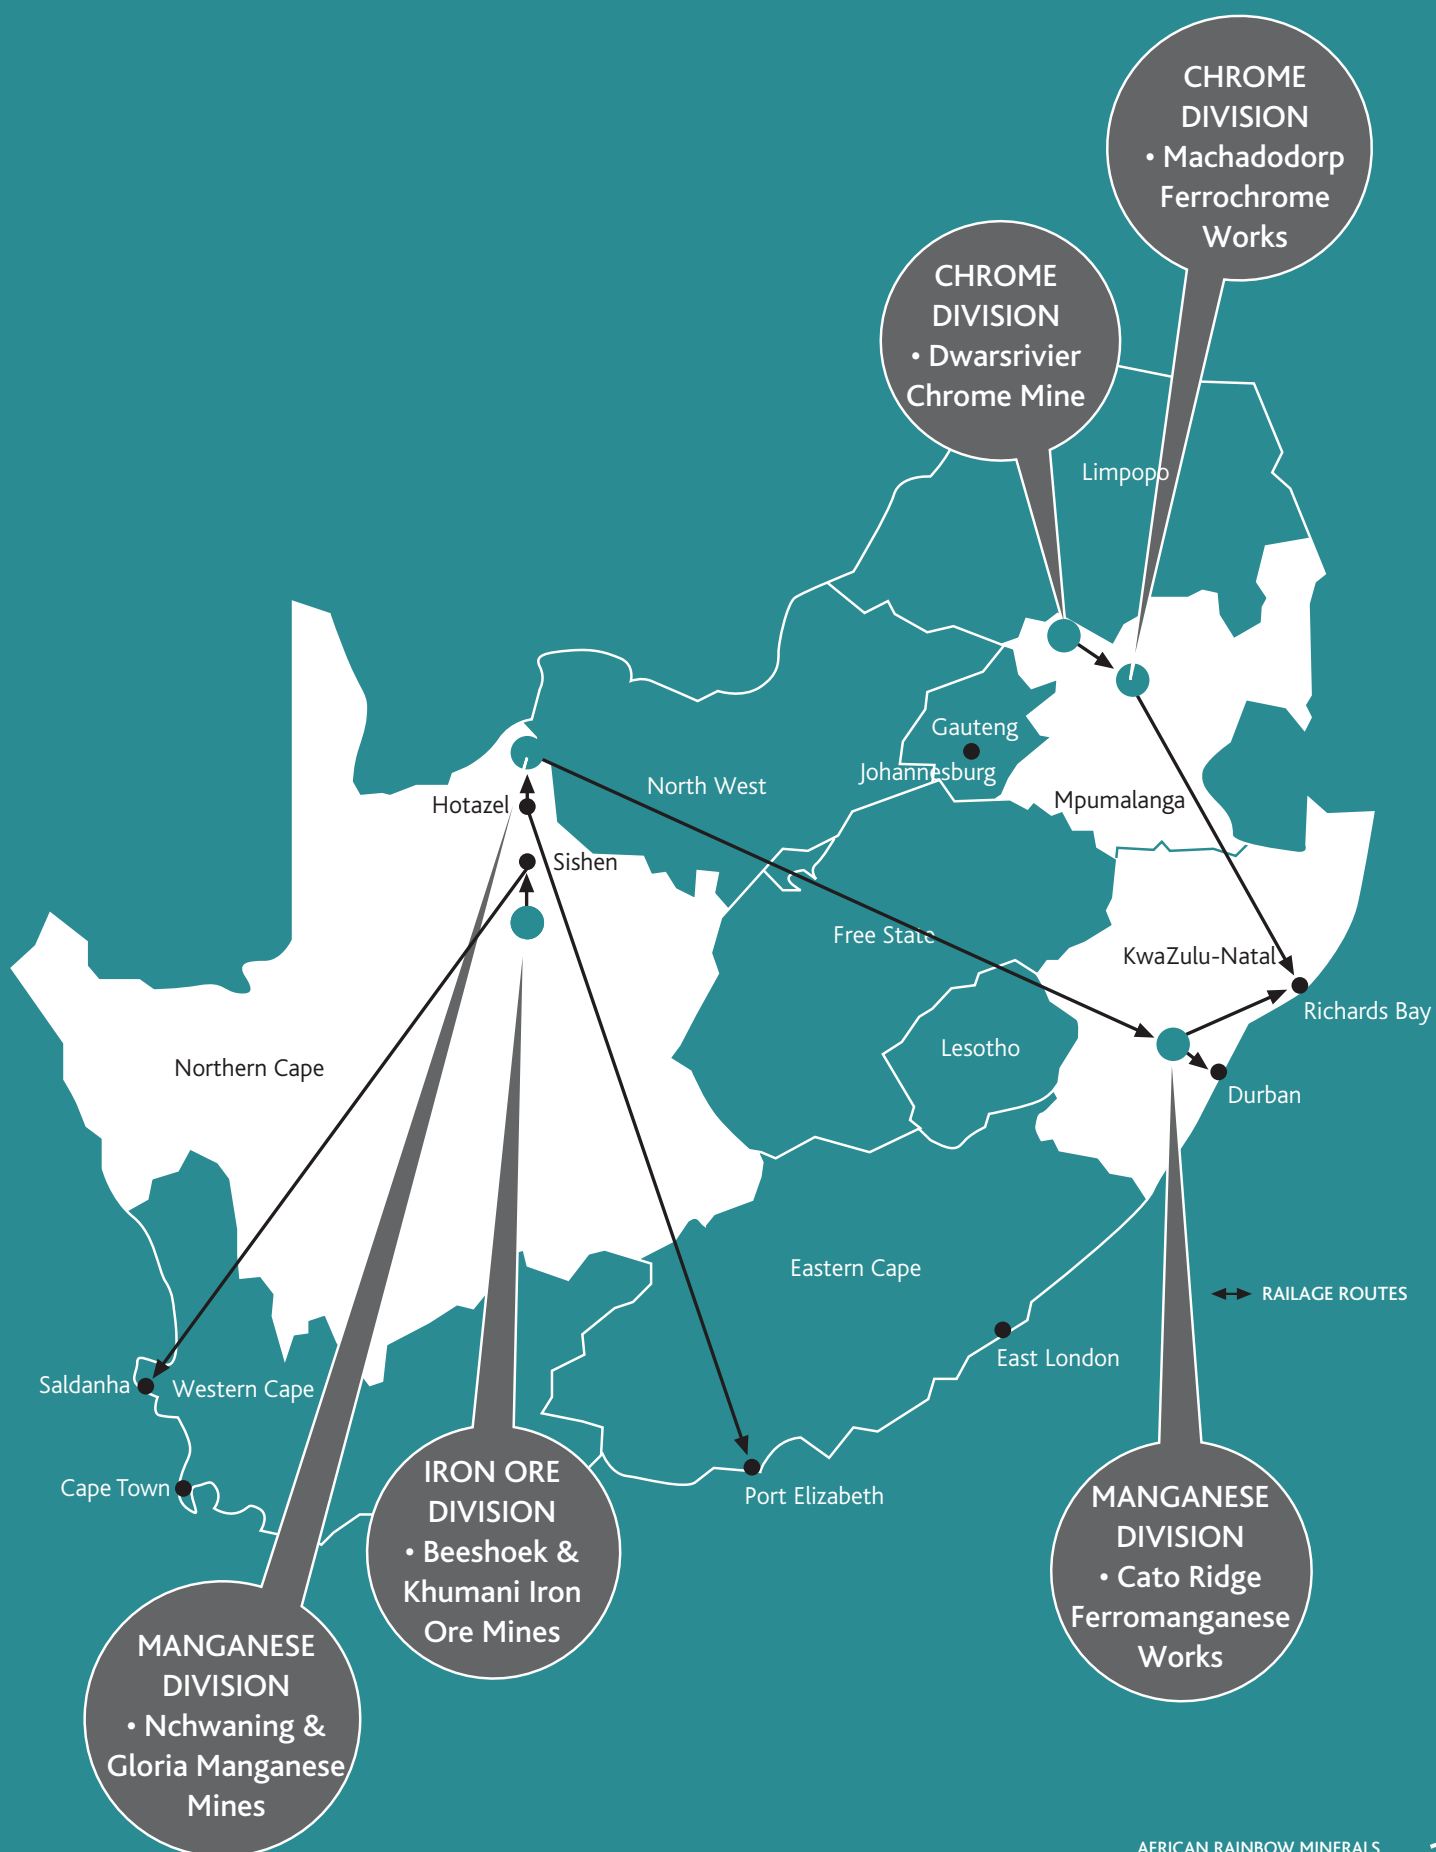 CHROME
DIVISION
• Machadodorp
Ferrochrome
Works
CHROME
DIVISION
• Dwarsrivier
Chrome Mine
Limpopo
Gauteng
Johannesburg
North West
Mpumalanga
Hotazel
Sishen
Free State
KwaZulu-Natal
Richards Bay
Lesotho
Northern Cape
Durban
Eastern Cape
RAILAGE ROUTES
East London
Saldanha
Western Cape
Cape Town
Port Elizabeth
IRON ORE
DIVISION
• Beeshoek &
Khumani Iron
Ore Mines
MANGANESE
DIVISION
• Cato Ridge
Ferromanganese
Works
MANGANESE
DIVISION
• Nchwaning &
Gloria Manganese
Mines
AFRICAN RAINBOW MINERALS